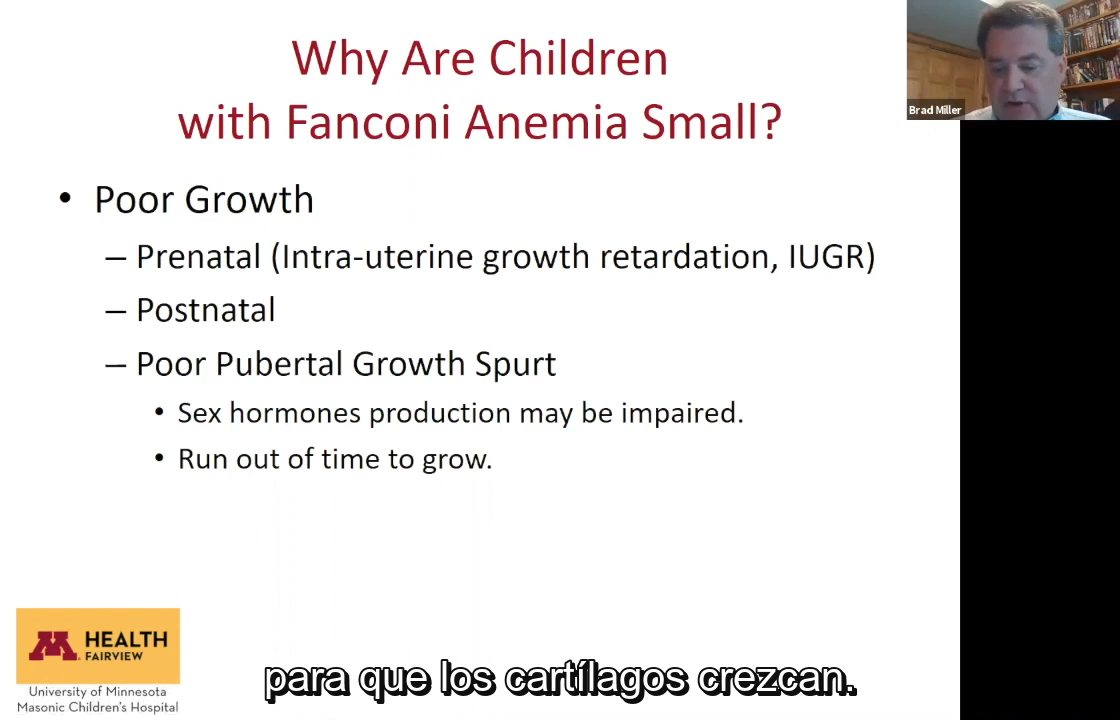 Why Are Children
with Fanconi Anemia Small?
Brad Miller
• Poor Growth
– Prenatal (Intra-uterine growth retardation, IUGR)
– Postnatal
– Poor Pubertal Growth Spurt
• Sex hormones production may be impaired.
• Run out of time to grow.
M HEALTH
FAIRVIEW
University of Minnesota
Masonic Children's Hospital
para que los cartílagos crezcan.